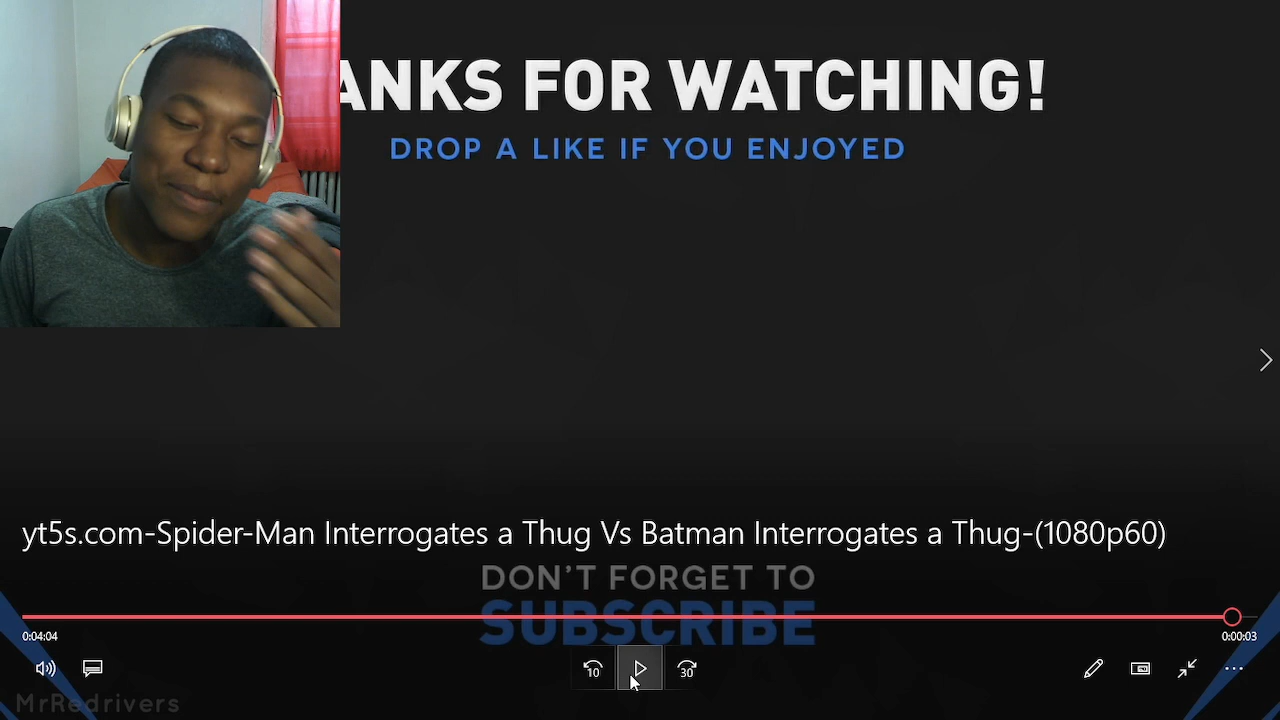 ANKS FOR WATCHING!
DROP A LIKE IF YOU ENJOYED
yt5s.com-Spider-Man Interrogates a Thug Vs Batman Interrogates a Thug-(1080p60)
DON'T FORGET TO
SUBSCRIBE
0:04:04
0:00:03
10
30
MrRedrivers